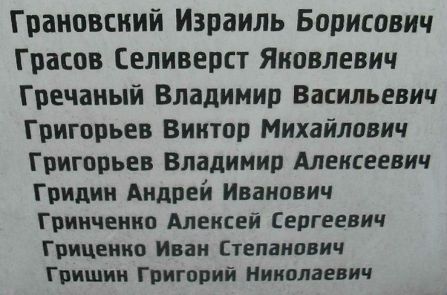 Грановский Израиль Борисович
Грасов Селиверст Яковлевич
Гречаный Владимир Васильевич
Григорьев Виктор Михайлович
Григорьев Владимир Алексеевич
Гридин Андрей Иванович
Гринченко Алексей Сергеевич
Гриценко Иван Степанович
Гришин Григорий Николаевич